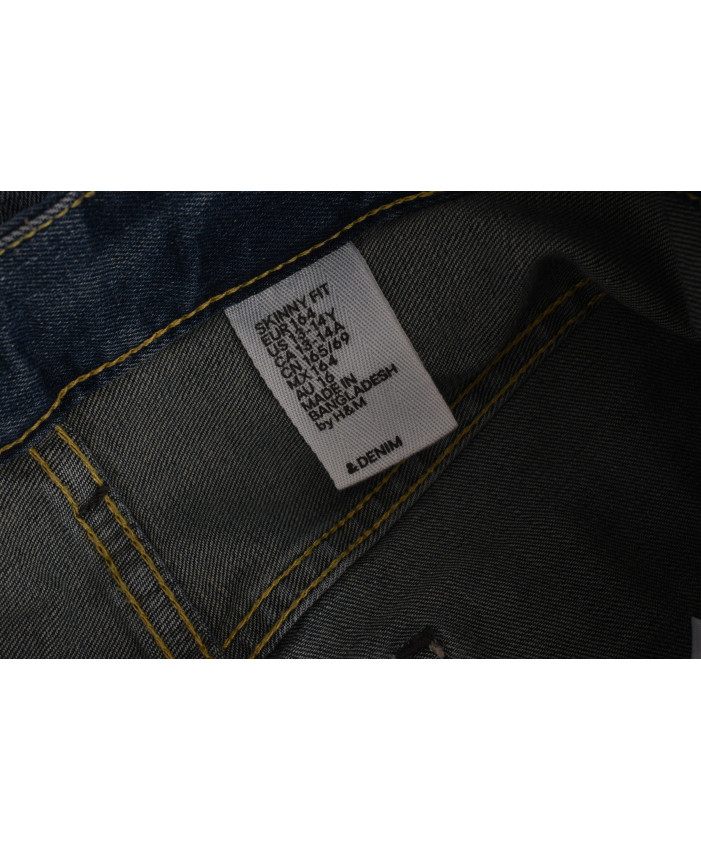 SKINNY FIT
EUR 164
US 13-14Y
CA 13-14A
CN 165/69
MX 164
AU 16
MADE IN
BANGLADESH
by H&M
& DENIM